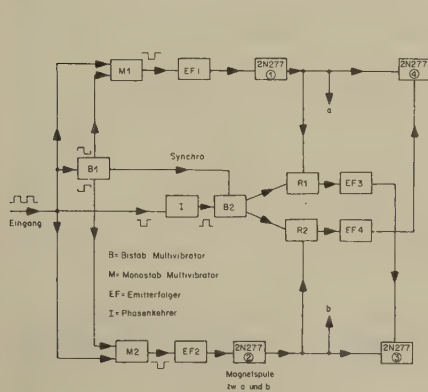 M1
EF1
2N277
①
2N277
④
a
B1
Synchro
Eingang
I
B2
R1
EF3
R2
EF4
B= Bistab Multivibrator
M= Monostab Multivibrator
EF= Emitterfolger
I= Phasenkehrer
b
M2
EF2
2N277
②
2N277
③
Magnetspule
zw a und b